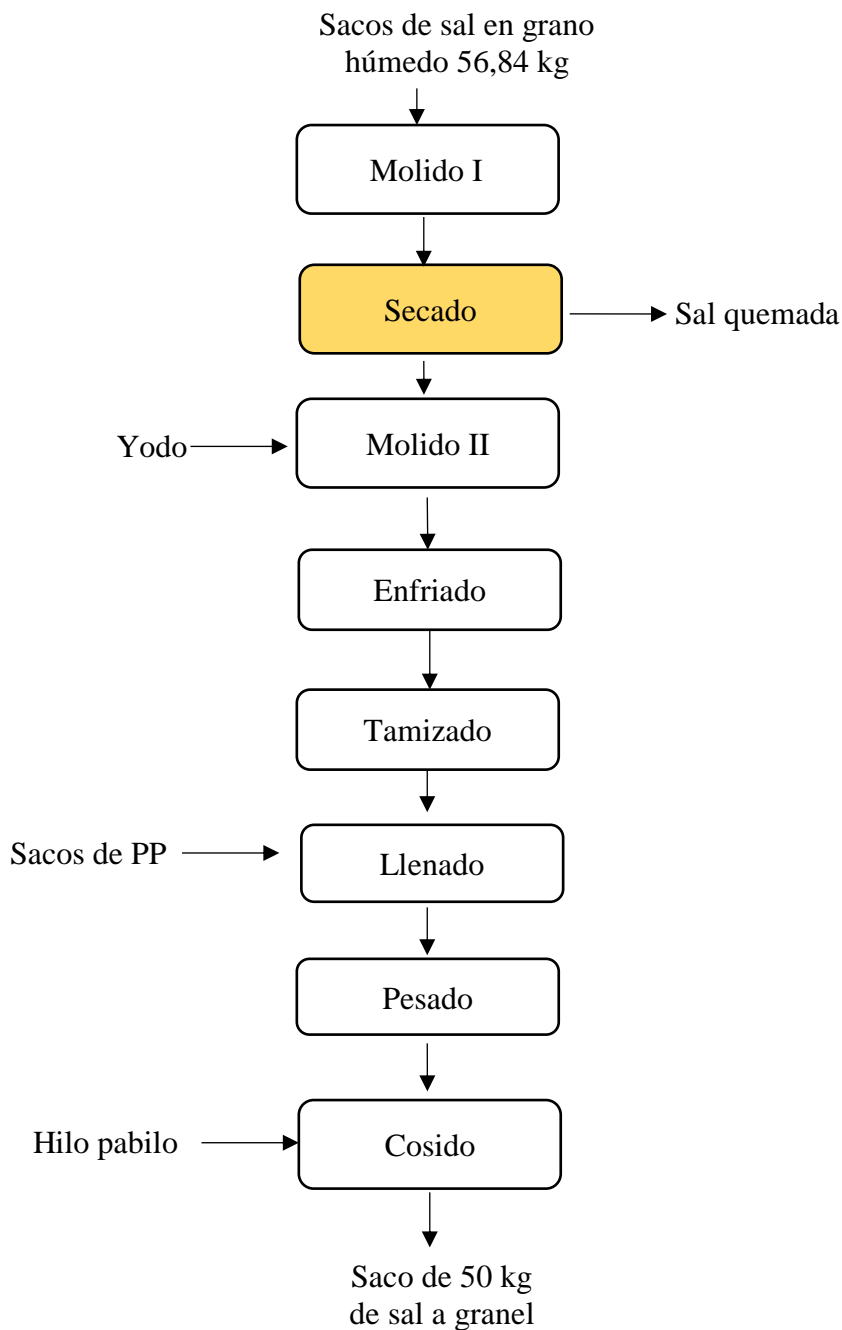 Sacos de sal en grano
húmedo 56,84 kg
Molido I
Secado
Sal quemada
Yodo
Molido II
Enfriado
Tamizado
Sacos de PP
Llenado
Pesado
Hilo pabilo
Cosido
Saco de 50 kg
de sal a granel